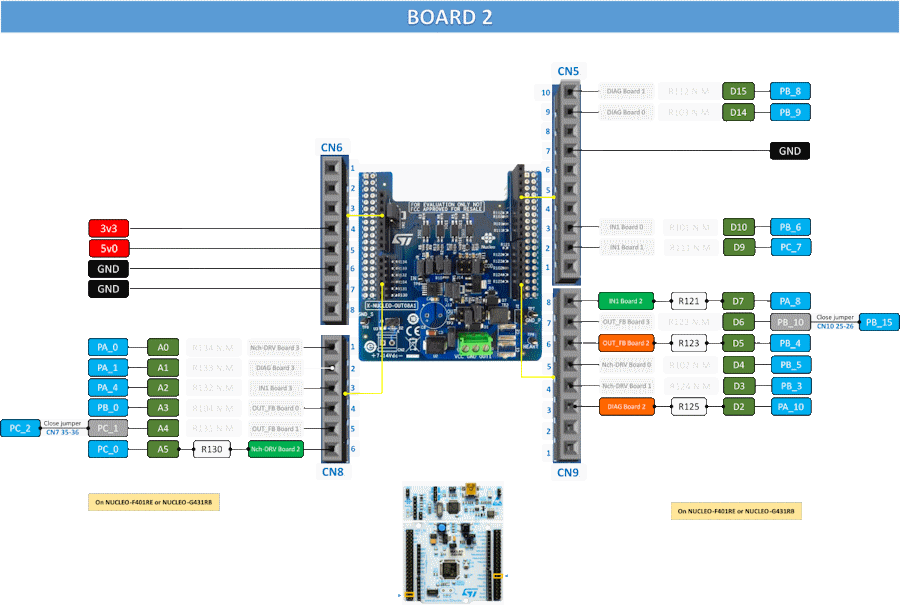 BOARD 2
CN5
10 DIAG Board 1 R112 N.M D15 PB_8
9 DIAG Board 0 R103 N.M D14 PB_9
8
7 GND
6
5
4
3 IN1 Board 0 R101 N.M D10 PB_6
2 IN1 Board 1 R111 N.M D9 PC_7
1
CN6
1
2
3
3v3 4
5v0 5
GND 6
GND 7
8
FOR EVALUATION ONLY NOT
FCC APPROVED FOR RESALE
ST
Nucleo
X-NUCLEO-OUT08A1
VCC GND OUT1
8 IN1 Board 2 R121 D7 PA_8
7 OUT_FB Board 3 R133 N.M D6 PB_10 Close jumper CN10 25-26 PB_15
6 OUT_FB Board 2 R123 D5 PB_4
5 Nch-DRV Board 0 R102 N.M D4 PB_5
4 Nch-DRV Board 1 R124 N.M D3 PB_3
3 DIAG Board 2 R125 D2 PA_10
2
1
CN9
PA_0 A0 R134 N.M Nch-DRV Board 3 1
PA_1 A1 R135 N.M DIAG Board 3 2
PA_4 A2 R132 N.M IN1 Board 3 3
PB_0 A3 R104 N.M OUT_FB Board 0 4
PC_2 Close jumper CN7 35-36 PC_1 A4 R131 N.M OUT_FB Board 1 5
PC_0 A5 R130 Nch-DRV Board 2 6
CN8
On NUCLEO-F401RE or NUCLEO-G431RB
On NUCLEO-F401RE or NUCLEO-G431RB
ST